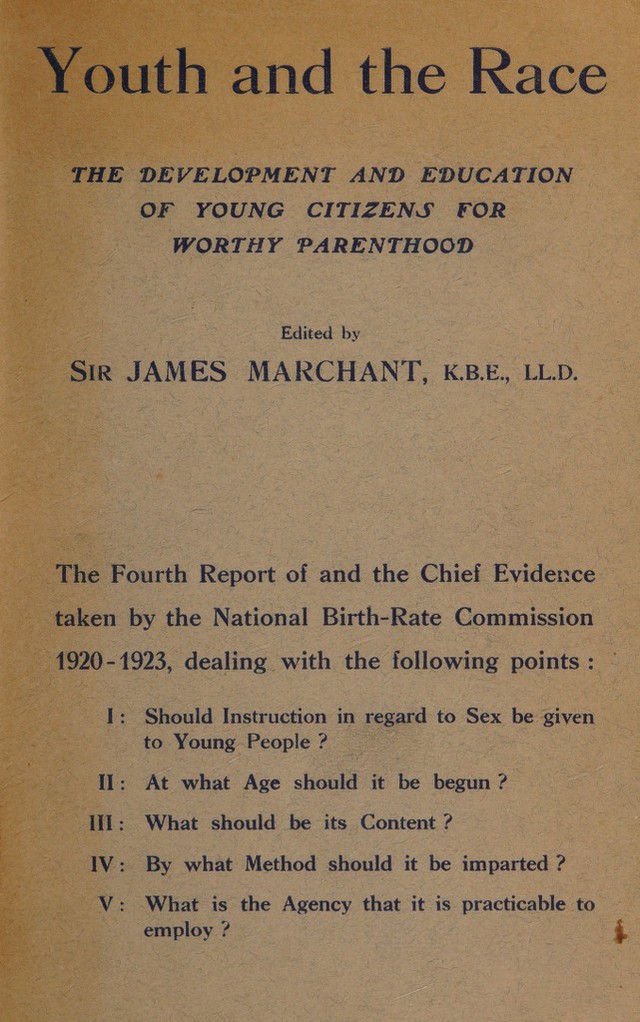 Youth and the Race
THE DEVELOPMENT AND EDUCATION
OF YOUNG CITIZENS FOR
WORTHY PARENTHOOD
Edited by
SIR JAMES MARCHANT, K.B.E., LL.D.
The Fourth Report of and the Chief Evidence
taken by the National Birth-Rate Commission
1920-1923, dealing with the following points :
I : Should Instruction in regard to Sex be given
to Young People ?
II : At what Age should it be begun ?
III : What should be its Content ?
IV : By what Method should it be imparted ?
V : What is the Agency that it is practicable to
employ ?